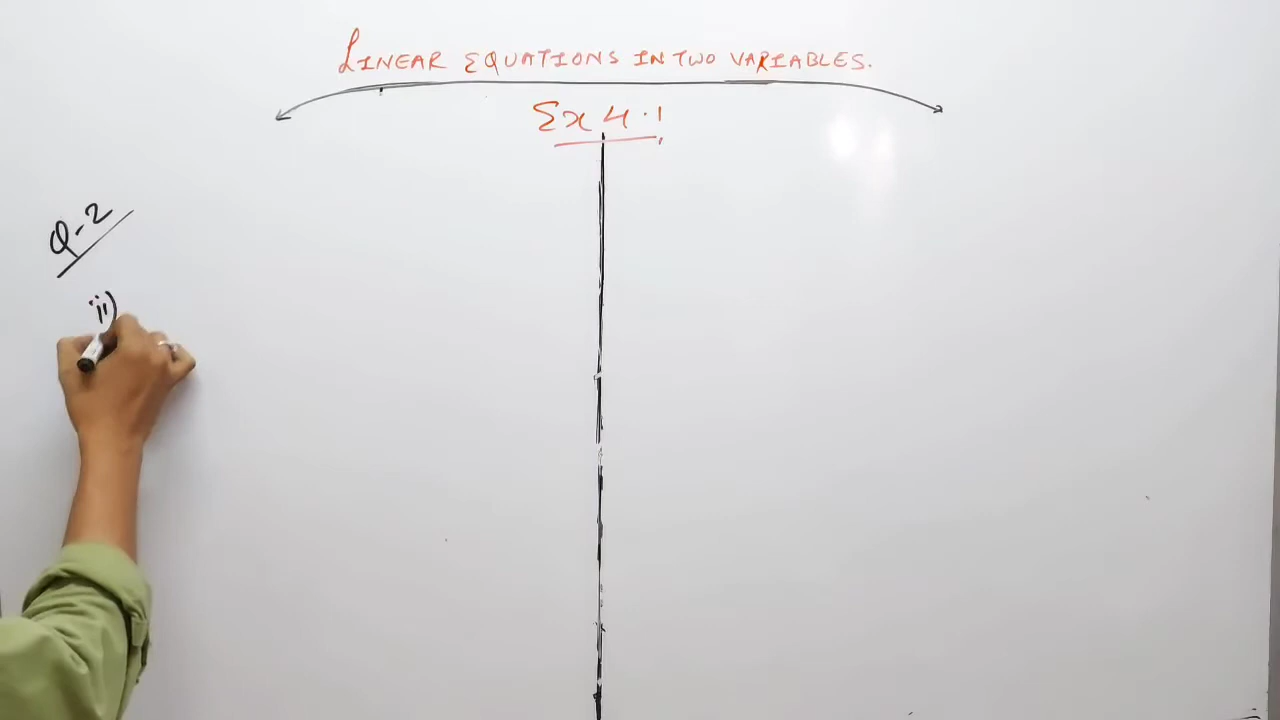 LINEAR EQUATIONS IN TWO VARIABLES.
Ex 4.1
Q-2
ii)